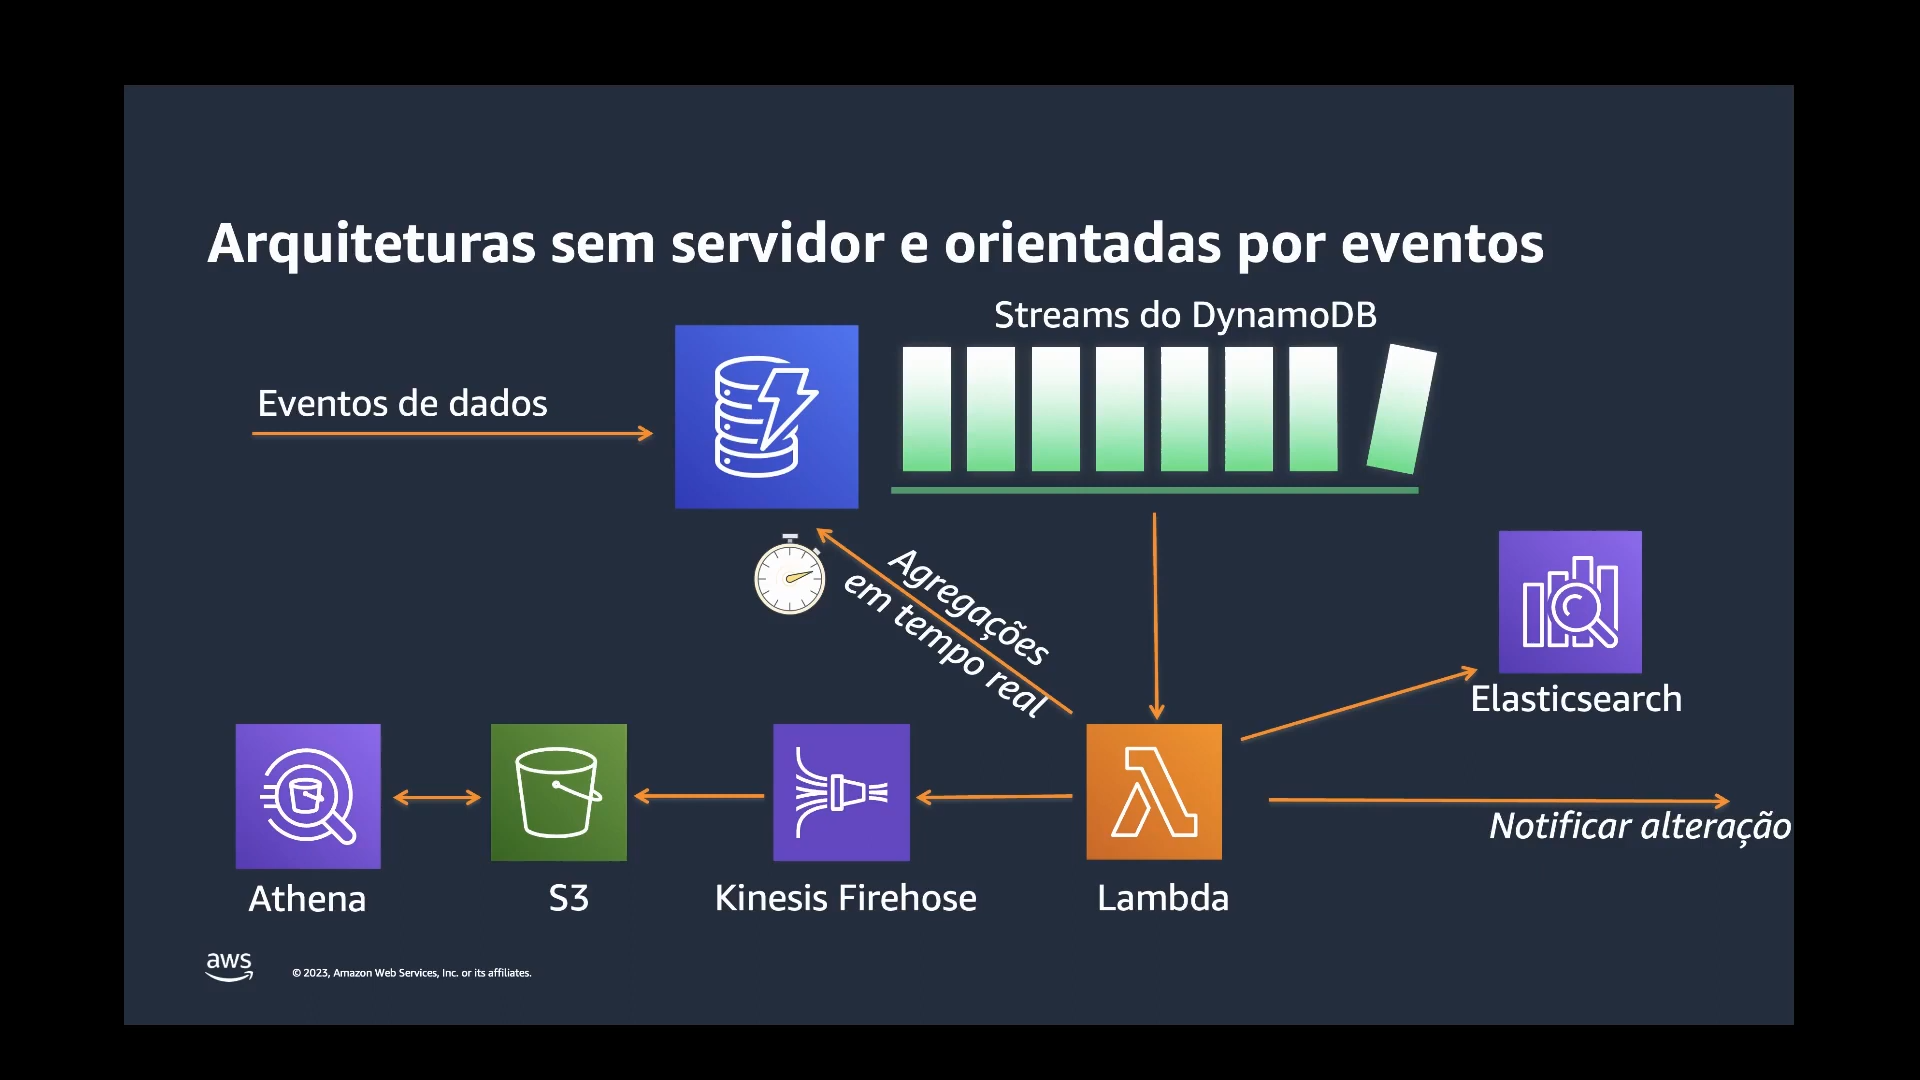 Arquiteturas sem servidor e orientadas por eventos
Streams do DynamoDB
Eventos de dados
Agregações
em tempo real
Elasticsearch
Notificar alteração
Athena
S3
Kinesis Firehose
Lambda
aws
© 2023, Amazon Web Services, Inc. or its affiliates.